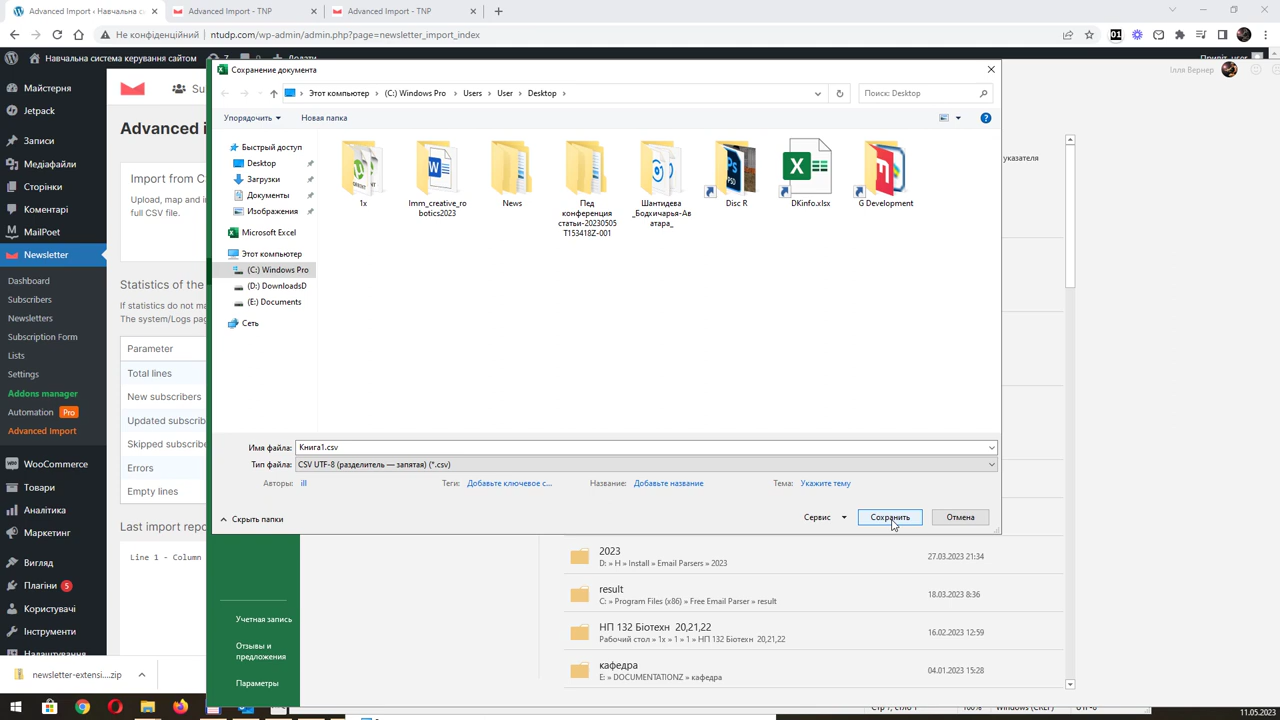 Advanced Import ‹ Навчальна сис
Advanced Import - TNP
Advanced Import - TNP
Не конфіденційний
ntudp.com/wp-admin/admin.php?page=newsletter_import_index
Навчальна система керування сайтом
7
Додати
Привіт, user
Майстерня
Jetpack
Записи
Медіафайли
Сторінки
Коментарі
MailPoet
Newsletter
Dashboard
Subscribers
Newsletters
Subscription Form
Lists
Settings
Addons manager
Automation Pro
Advanced Import
WooCommerce
Товари
Аналітика
Маркетинг
Вигляд
Плагіни 5
Користувачі
Інструменти
Налаштування
Su
Advanced i
Import from C
Upload, map and i
full CSV file.
Statistics of the
If statistics do not ma
The system/Logs pag
Parameter
Total lines
New subscribers
Updated subscrib
Skipped subscribe
Errors
Empty lines
Last import repo
Line 1 - Column
Сохранение документа
Этот компьютер
(C:) Windows Pro
Users
User
Desktop
Поиск: Desktop
Упорядочить
Новая папка
Быстрый доступ
Desktop
Загрузки
Документы
Изображения
Microsoft Excel
Этот компьютер
(C:) Windows Pro
(D:) DownloadsD
(E:) Documents
Сеть
1x
Imm_creative_ro
botics2023
News
Пед
конференция
статьи-20230505
T153418Z-001
Шантидева
_Бодхичарья-Ав
атара_
Disc R
DKinfo.xlsx
G Development
Имя файла: Книга1.csv
Тип файла: CSV UTF-8 (разделитель — запятая) (*.csv)
Авторы: ill
Теги: Добавьте ключевое с...
Название: Добавьте название
Тема: Укажите тему
Скрыть папки
Сервис
Сохранить
Отмена
Ілля Вернер
указателя
2023
D: » H » Install » Email Parsers » 2023
27.03.2023 21:34
result
C: » Program Files (x86) » Free Email Parser » result
18.03.2023 8:36
НП 132 Біотехн 20,21,22
Рабочий стол » 1x » 1 » 1 » НП 132 Біотехн 20,21,22
16.02.2023 12:59
кафедра
E: » DOCUMENTATIONZ » кафедра
04.01.2023 15:28
Учетная запись
Отзывы и
предложения
Параметры
newsletter-extensi....zip
11.05.2023